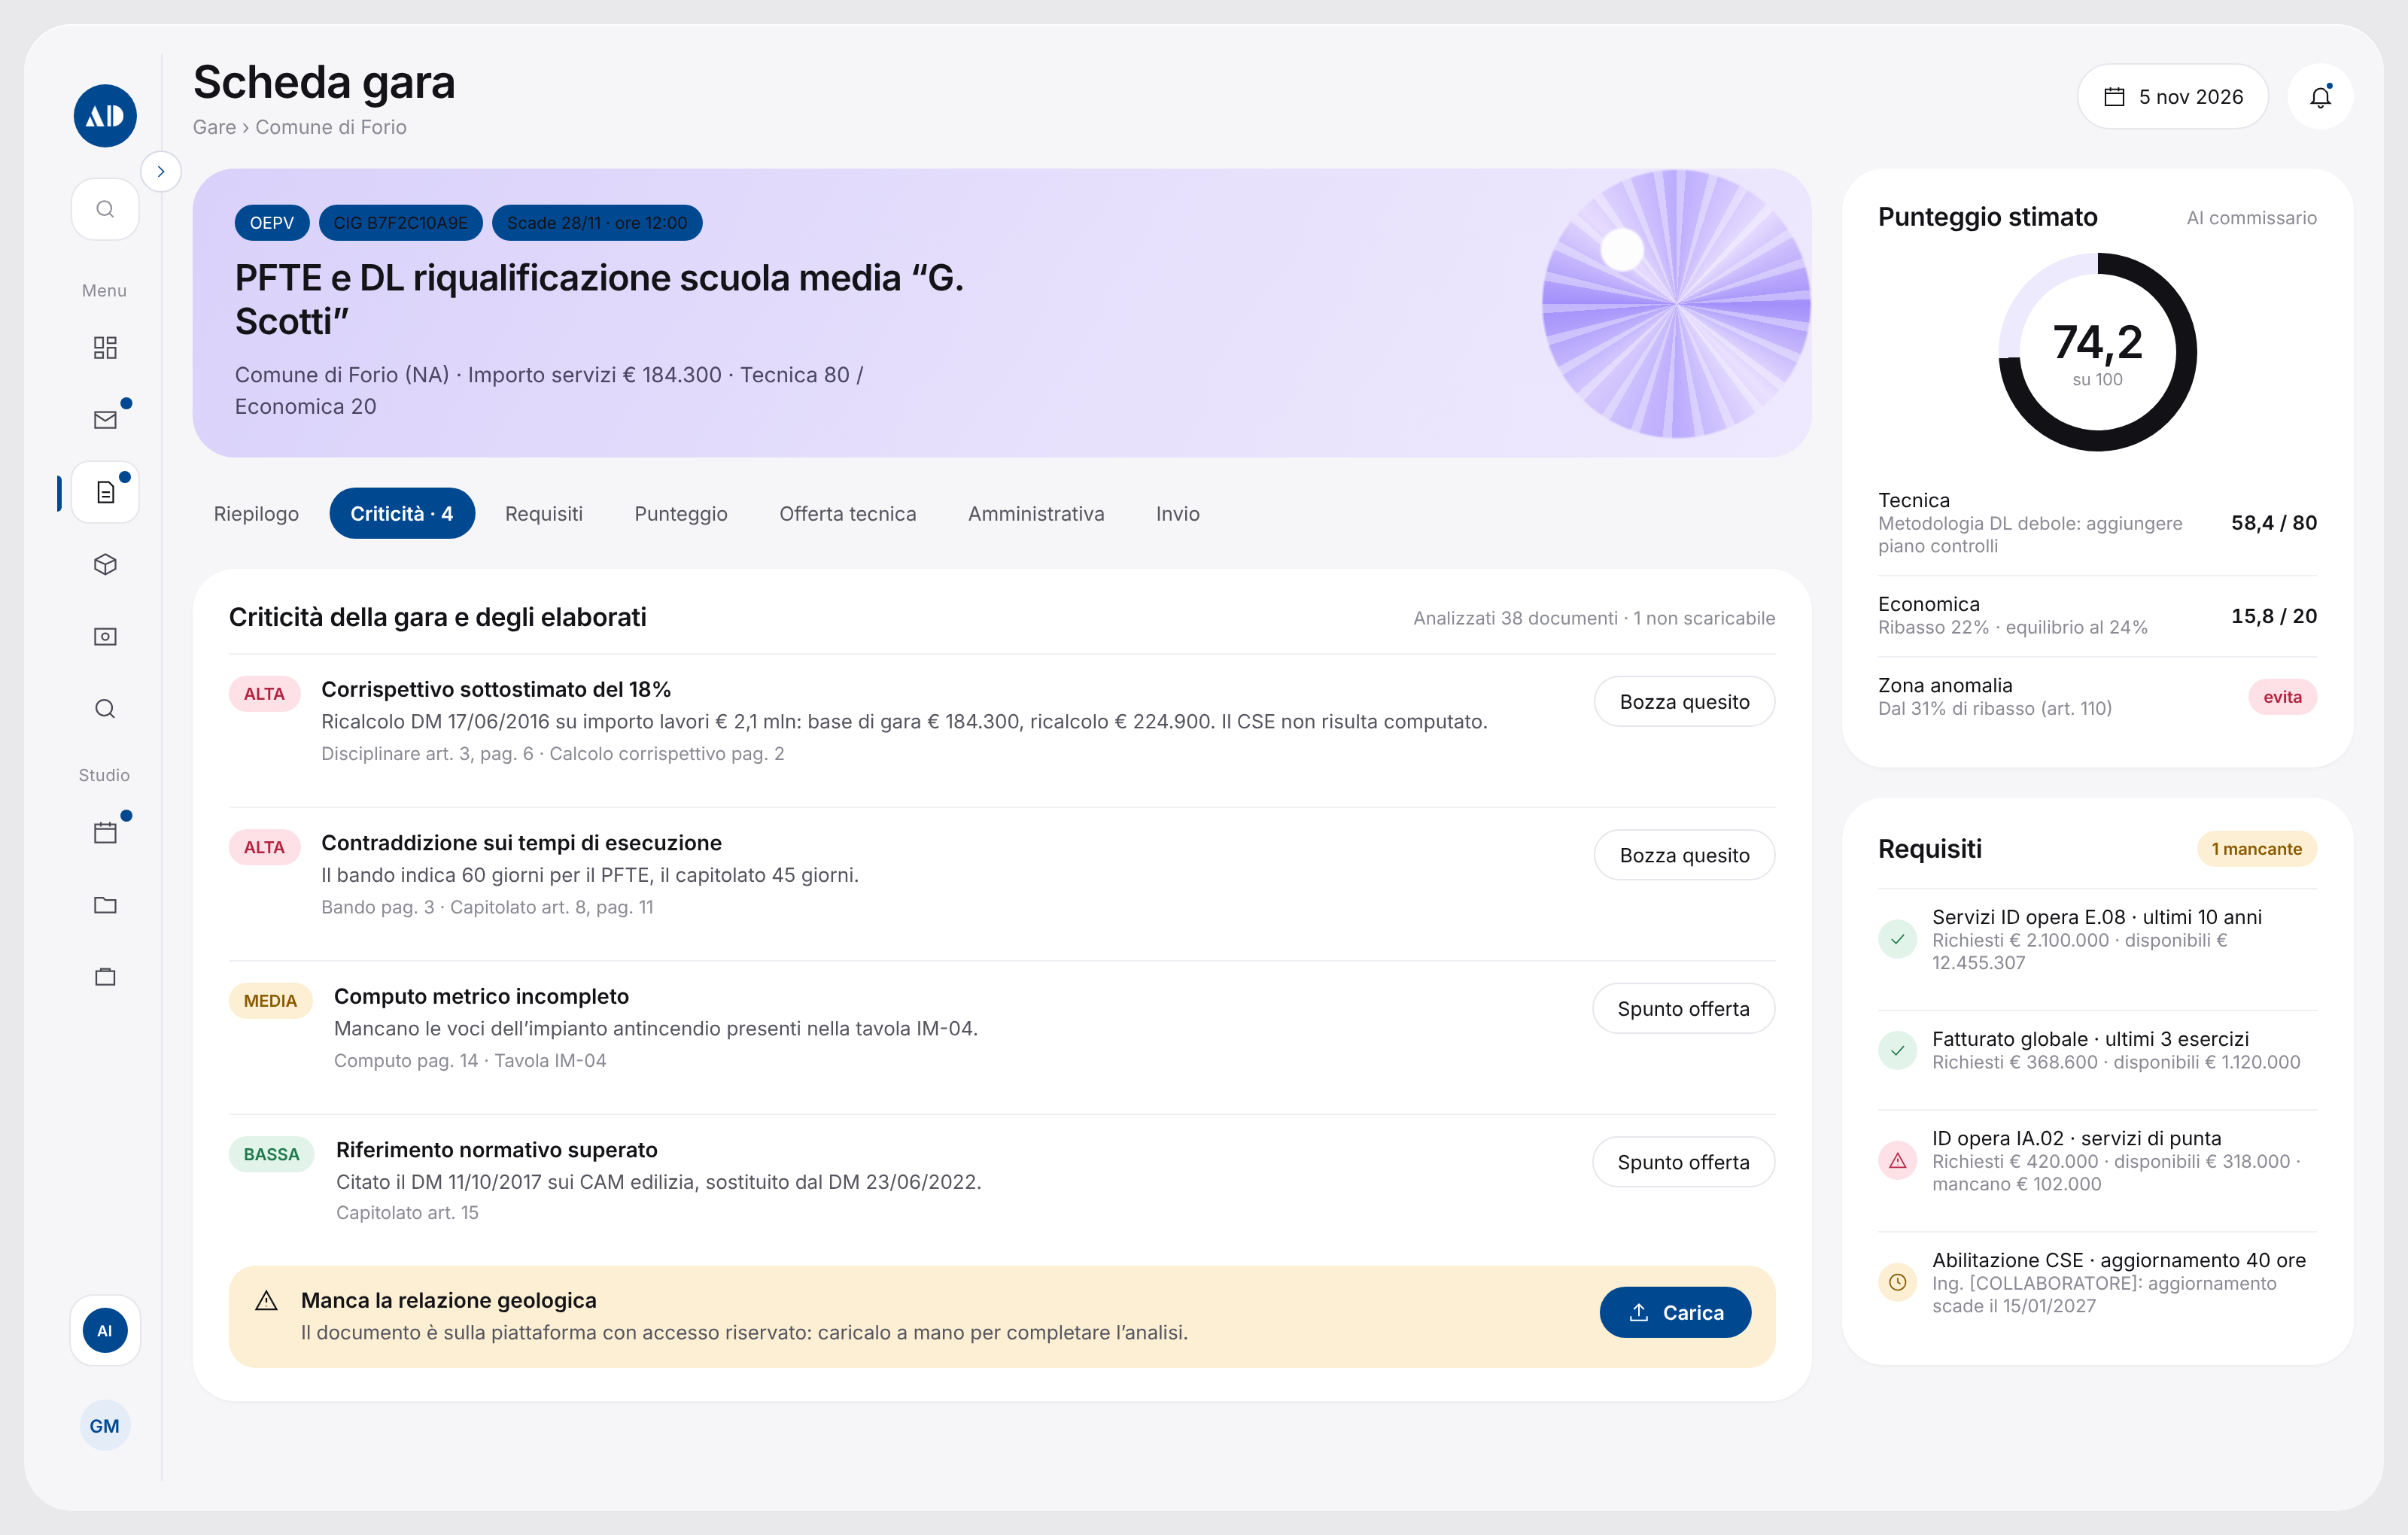 Scheda gara
Gare › Comune di Forio
5 nov 2026
AD
Menu
Studio
AI
GM
OEPV
CIG B7F2C10A9E
Scade 28/11 · ore 12:00
PFTE e DL riqualificazione scuola media “G.
Scotti”
Comune di Forio (NA) · Importo servizi € 184.300 · Tecnica 80 /
Economica 20
Riepilogo
Criticità · 4
Requisiti
Punteggio
Offerta tecnica
Amministrativa
Invio
Criticità della gara e degli elaborati
Analizzati 38 documenti · 1 non scaricabile
ALTA
Corrispettivo sottostimato del 18%
Ricalcolo DM 17/06/2016 su importo lavori € 2,1 mln: base di gara € 184.300, ricalcolo € 224.900. Il CSE non risulta computato.
Disciplinare art. 3, pag. 6 · Calcolo corrispettivo pag. 2
Bozza quesito
ALTA
Contraddizione sui tempi di esecuzione
Il bando indica 60 giorni per il PFTE, il capitolato 45 giorni.
Bando pag. 3 · Capitolato art. 8, pag. 11
Bozza quesito
MEDIA
Computo metrico incompleto
Mancano le voci dell’impianto antincendio presenti nella tavola IM-04.
Computo pag. 14 · Tavola IM-04
Spunto offerta
BASSA
Riferimento normativo superato
Citato il DM 11/10/2017 sui CAM edilizia, sostituito dal DM 23/06/2022.
Capitolato art. 15
Spunto offerta
Manca la relazione geologica
Il documento è sulla piattaforma con accesso riservato: caricalo a mano per completare l’analisi.
Carica
Punteggio stimato
AI commissario
74,2
su 100
Tecnica
Metodologia DL debole: aggiungere
piano controlli
58,4 / 80
Economica
Ribasso 22% · equilibrio al 24%
15,8 / 20
Zona anomalia
Dal 31% di ribasso (art. 110)
evita
Requisiti
1 mancante
Servizi ID opera E.08 · ultimi 10 anni
Richiesti € 2.100.000 · disponibili €
12.455.307
Fatturato globale · ultimi 3 esercizi
Richiesti € 368.600 · disponibili € 1.120.000
ID opera IA.02 · servizi di punta
Richiesti € 420.000 · disponibili € 318.000 ·
mancano € 102.000
Abilitazione CSE · aggiornamento 40 ore
Ing. [COLLABORATORE]: aggiornamento
scade il 15/01/2027